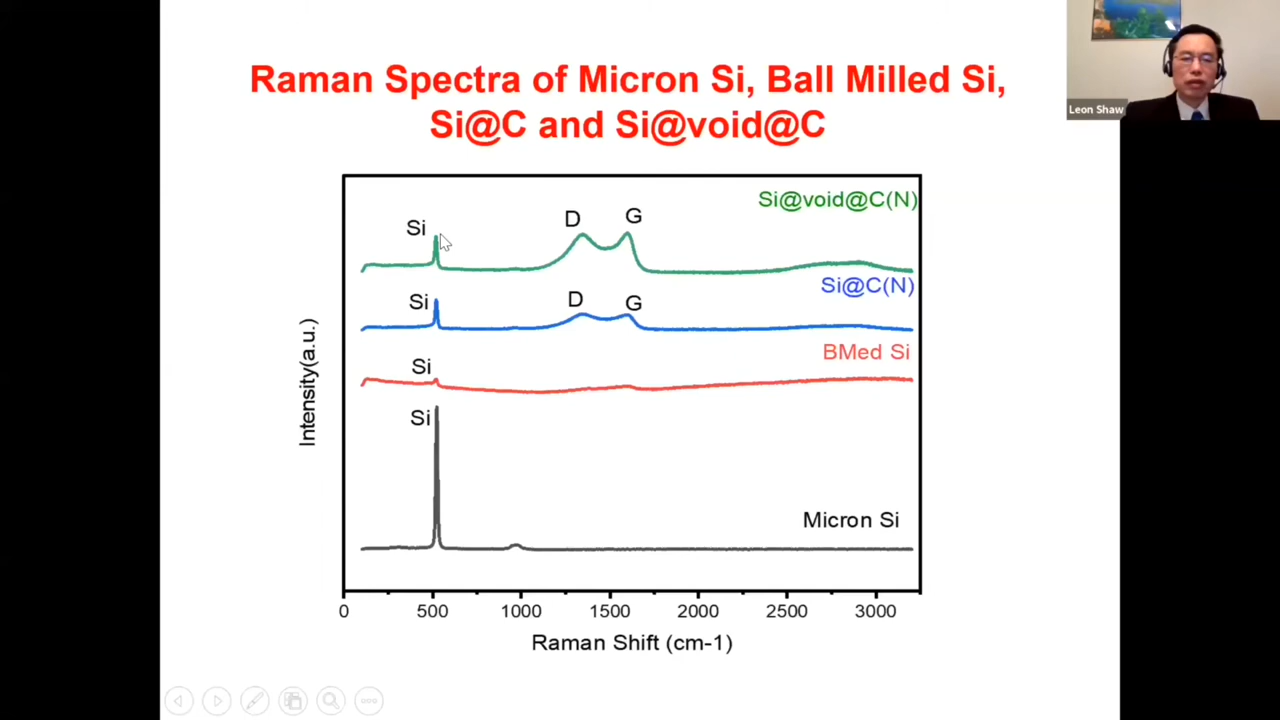 Raman Spectra of Micron Si, Ball Milled Si,
Si@C and Si@void@C
Leon Shaw
Si@void@C(N)
Si
D
G
Si@C(N)
Si
D
G
BMed Si
Si
Si
Micron Si
Intensity(a.u.)
0 500 1000 1500 2000 2500 3000
Raman Shift (cm-1)